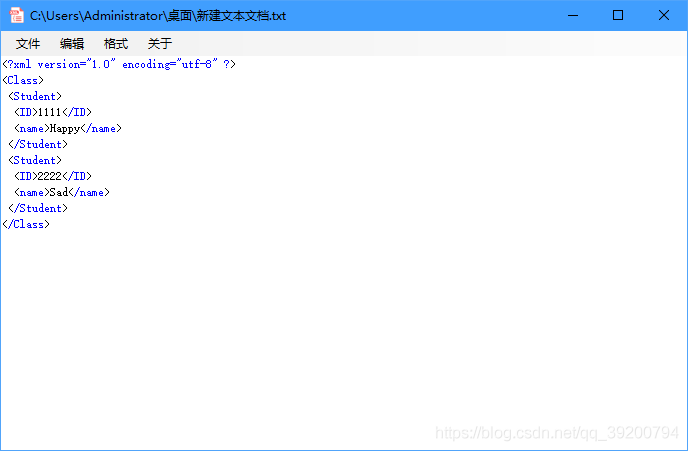 C:\Users\Administrator\桌面\新建文本文档.txt
文件 编辑 格式 关于
<?xml version="1.0" encoding="utf-8" ?>
<Class>
<Student>
<ID>1111</ID>
<name>Happy</name>
</Student>
<Student>
<ID>2222</ID>
<name>Sad</name>
</Student>
</Class>
https://blog.csdn.net/qq_39200794